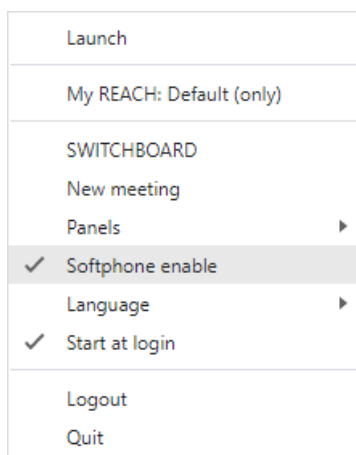 Launch
My REACH: Default (only)
SWITCHBOARD
New meeting
Panels
Softphone enable
Language
Start at login
Logout
Quit